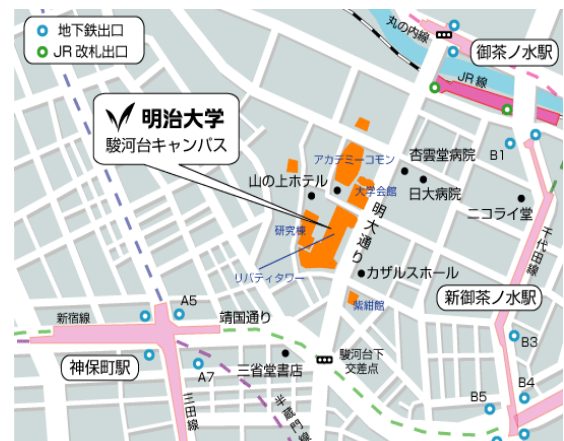 地下鉄出口
JR 改札出口
丸の内線
御茶ノ水駅
JR 線
明治大学
駿河台キャンパス
アカデミーコモン
杏雲堂病院
B1
山の上ホテル
大学会館
日大病院
ニコライ堂
明大通り
研究棟
千代田線
リバティタワー
カザルスホール
新御茶ノ水駅
紫紺館
A5
新宿線
靖国通り
神保町駅
A7
三省堂書店
駿河台下
交差点
B3
B4
B5
三田線
半蔵門線